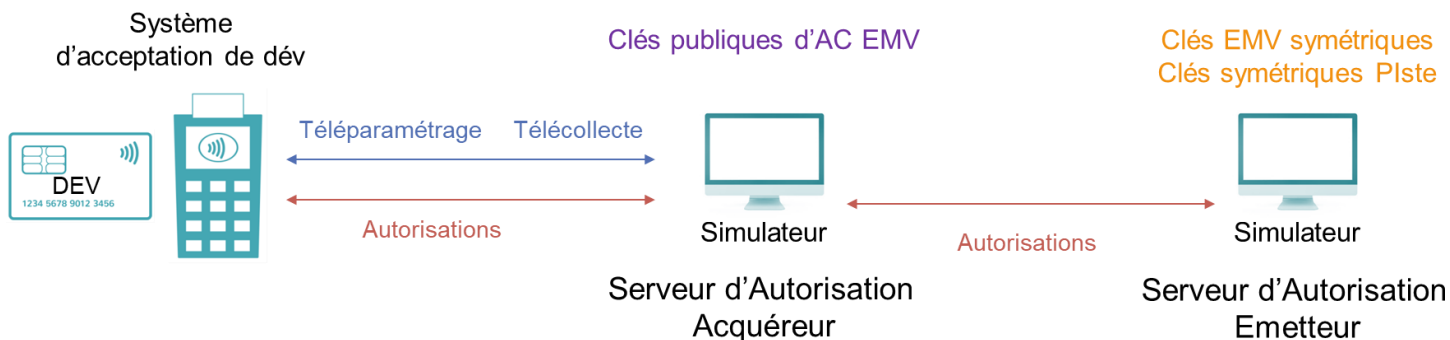 Système
d'acceptation de dév
Clés publiques d'AC EMV
Clés EMV symétriques
Clés symétriques PIste
DEV
1234 5678 9012 3456
Téléparamétrage
Télécollecte
Autorisations
Simulateur
Autorisations
Simulateur
Serveur d'Autorisation
Acquéreur
Serveur d'Autorisation
Emetteur